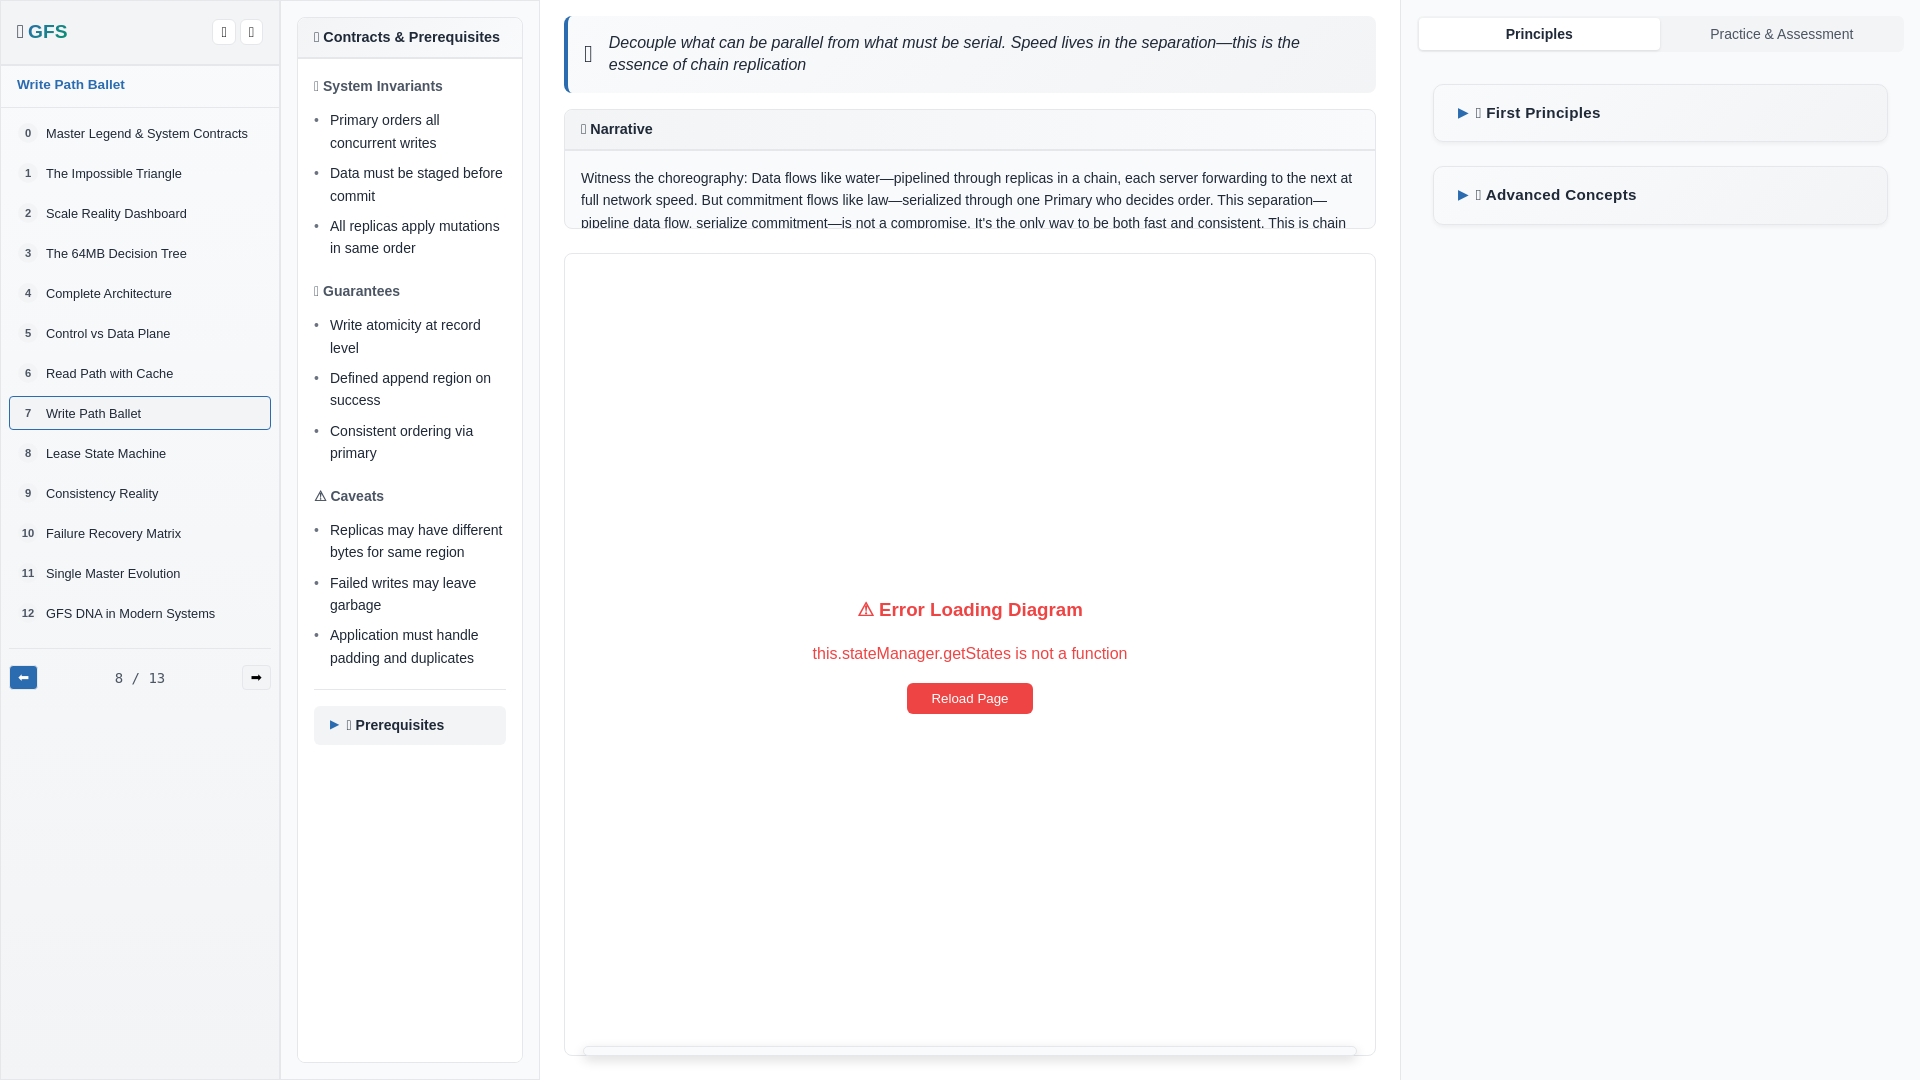 GFS
Write Path Ballet
0 Master Legend & System Contracts
1 The Impossible Triangle
2 Scale Reality Dashboard
3 The 64MB Decision Tree
4 Complete Architecture
5 Control vs Data Plane
6 Read Path with Cache
7 Write Path Ballet
8 Lease State Machine
9 Consistency Reality
10 Failure Recovery Matrix
11 Single Master Evolution
12 GFS DNA in Modern Systems
⬅ 8 / 13 ➡
Contracts & Prerequisites
System Invariants
• Primary orders all
concurrent writes
• Data must be staged before
commit
• All replicas apply mutations
in same order
Guarantees
• Write atomicity at record
level
• Defined append region on
success
• Consistent ordering via
primary
⚠ Caveats
• Replicas may have different
bytes for same region
• Failed writes may leave
garbage
• Application must handle
padding and duplicates
▶ Prerequisites
Decouple what can be parallel from what must be serial. Speed lives in the separation—this is the
essence of chain replication
Narrative
Witness the choreography: Data flows like water—pipelined through replicas in a chain, each server forwarding to the next at
full network speed. But commitment flows like law—serialized through one Primary who decides order. This separation—
pipeline data flow, serialize commitment—is not a compromise. It's the only way to be both fast and consistent. This is chain
⚠ Error Loading Diagram
this.stateManager.getStates is not a function
Reload Page
Principles
Practice & Assessment
▶ First Principles
▶ Advanced Concepts